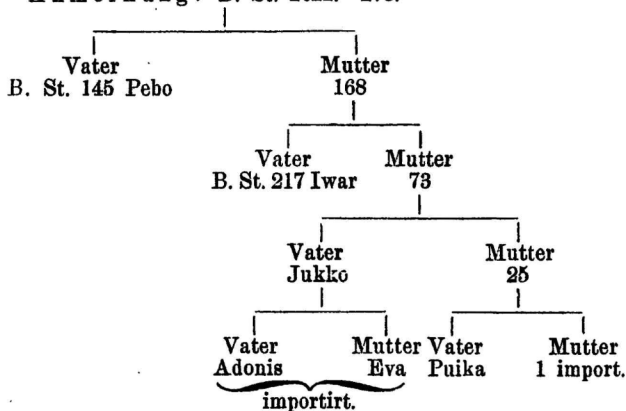 B. St.
Vater Mutter
B. St. 145 Pebo 168
Vater Mutter
B. St. 217 Iwar 73
Vater Mutter
Jukko 25
Vater Mutter Vater Mutter
Adonis Eva Puika 1 import.
importirt.